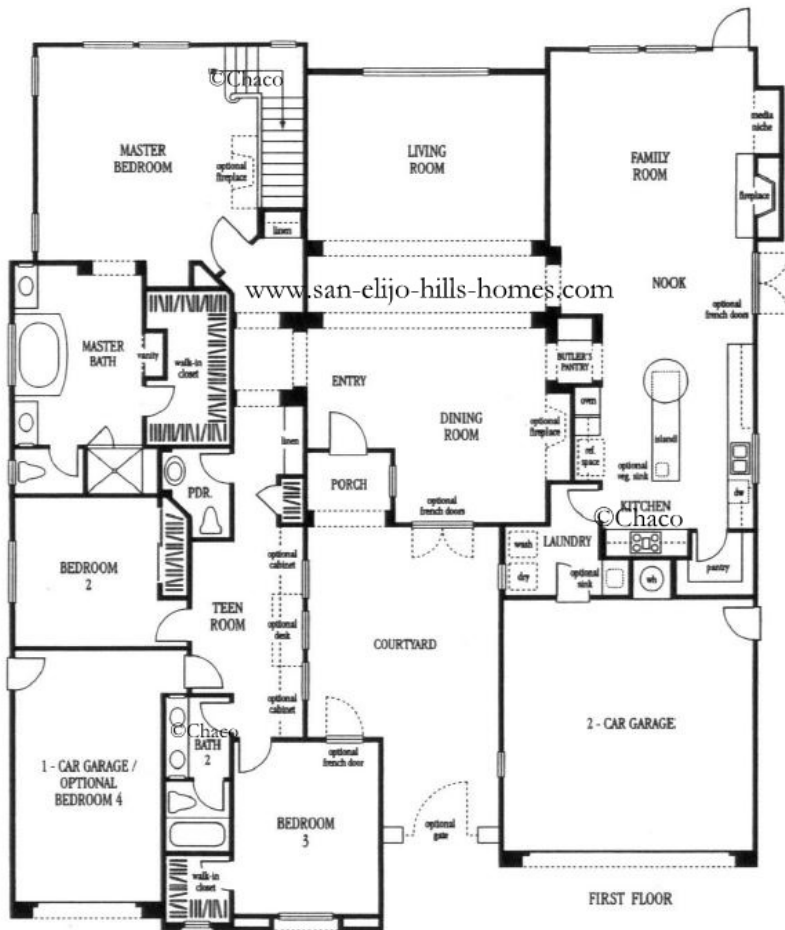 ©Chaco
MASTER
BEDROOM
optional
fireplace
linen
LIVING
ROOM
FAMILY
ROOM
media
niche
fireplace
www.san-elijo-hills-homes.com
NOOK
optional
french doors
MASTER
BATH
vanity
walk-in
closet
ENTRY
BUTLER'S
PANTRY
DINING
ROOM
optional
fireplace
oven
ref.
space
island
optional
veg. sink
dw
KITCHEN
©Chaco
linen
PDR.
PORCH
optional
french doors
LAUNDRY
wash
dry
optional
sink
wh
pantry
BEDROOM
2
TEEN
ROOM
optional
cabinet
optional
desk
optional
cabinet
COURTYARD
2 - CAR GARAGE
1 - CAR GARAGE /
OPTIONAL
BEDROOM 4
©Chaco
BATH
2
optional
french door
BEDROOM
3
walk-in
closet
optional
gate
FIRST FLOOR